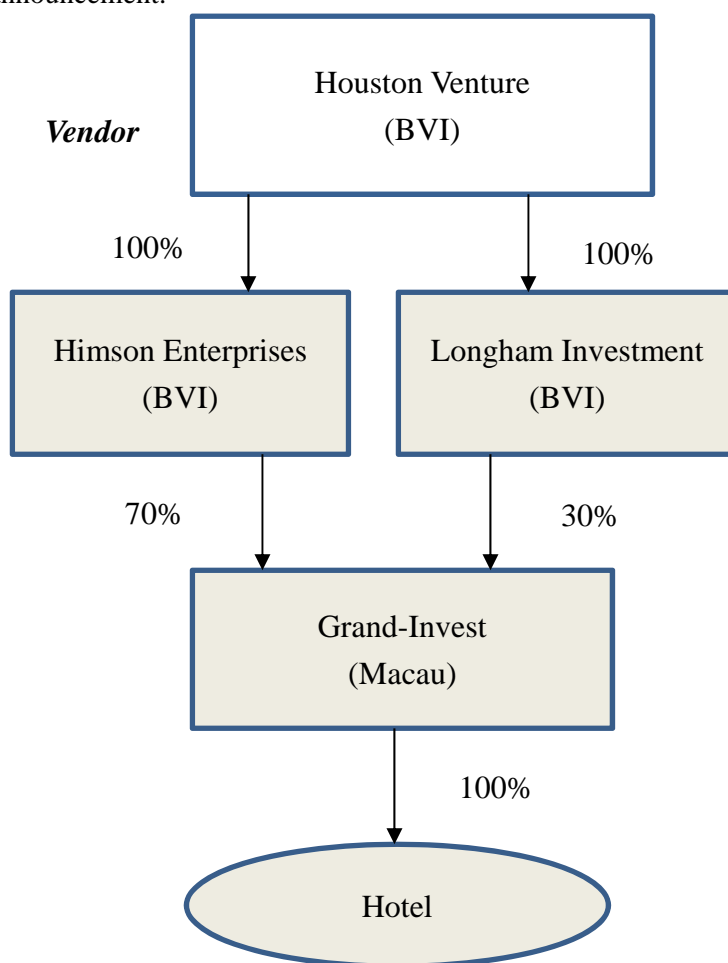 Houston Venture
(BVI)
Vendor
100%
100%
Himson Enterprises
(BVI)
Longham Investment
(BVI)
70%
30%
Grand-Invest
(Macau)
100%
Hotel